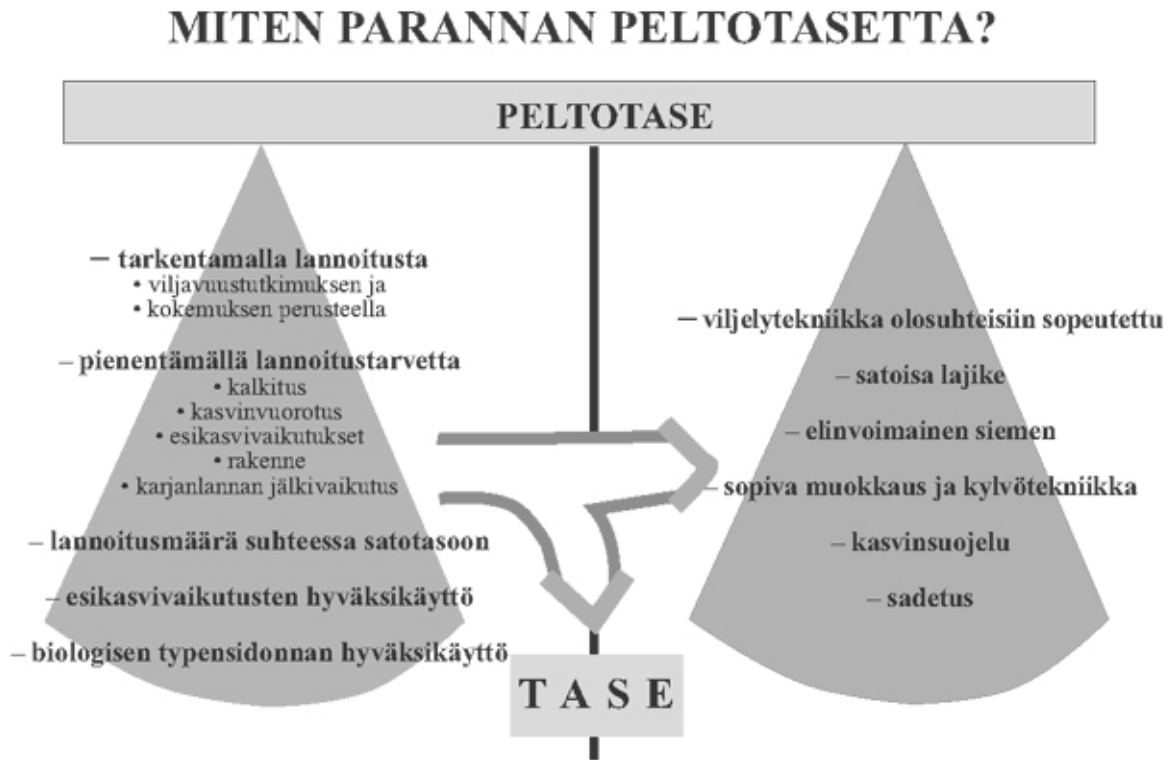 MITEN PARANNAN PELTOTASETTA?
PELTOTASE
– tarkentamalla lannoitusta
• viljavuustutkimuksen ja
• kokemuksen perusteella
– pienentämällä lannoitustarvetta
• kalkitus
• kasvinvuorotus
• esikasvivaikutukset
• rakenne
• karjanlannan jälkivaikutus
– lannoitusmäärä suhteessa satotasoon
– esikasvivaikutusten hyväksikäyttö
– biologisen typensidonnan hyväksikäyttö
– viljelytekniikka olosuhteisiin sopeutettu
– satoisa lajike
– elinvoimainen siemen
– sopiva muokkaus ja kylvötekniikka
– kasvinsuojelu
– sadetus
T A S E